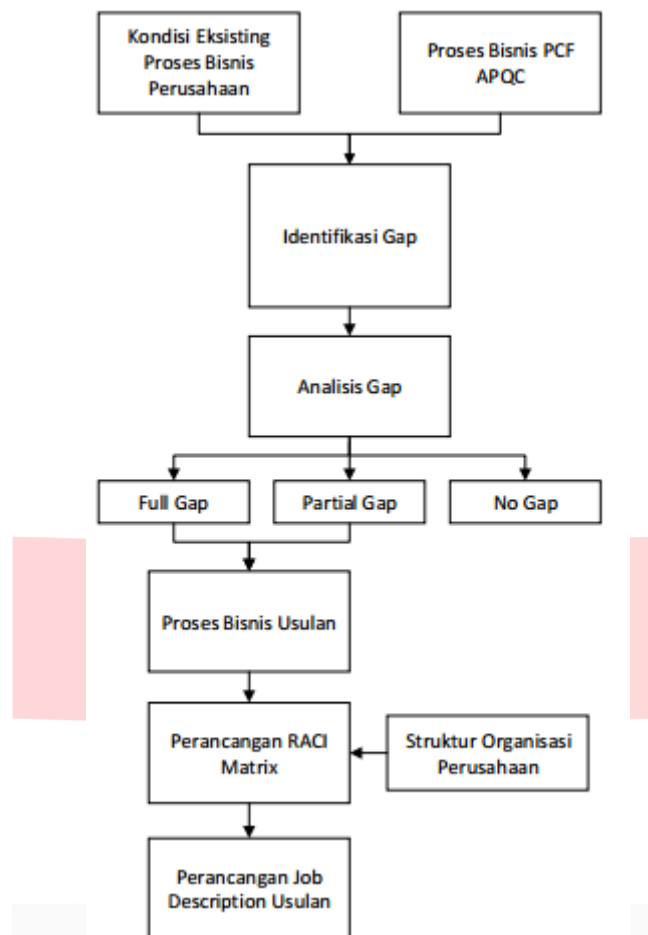 Kondisi Eksisting
Proses Bisnis
Perusahaan
Proses Bisnis PCF
APQC
Identifikasi Gap
Analisis Gap
Full Gap
Partial Gap
No Gap
Proses Bisnis Usulan
Perancangan RACI
Matrix
Struktur Organisasi
Perusahaan
Perancangan Job
Description Usulan